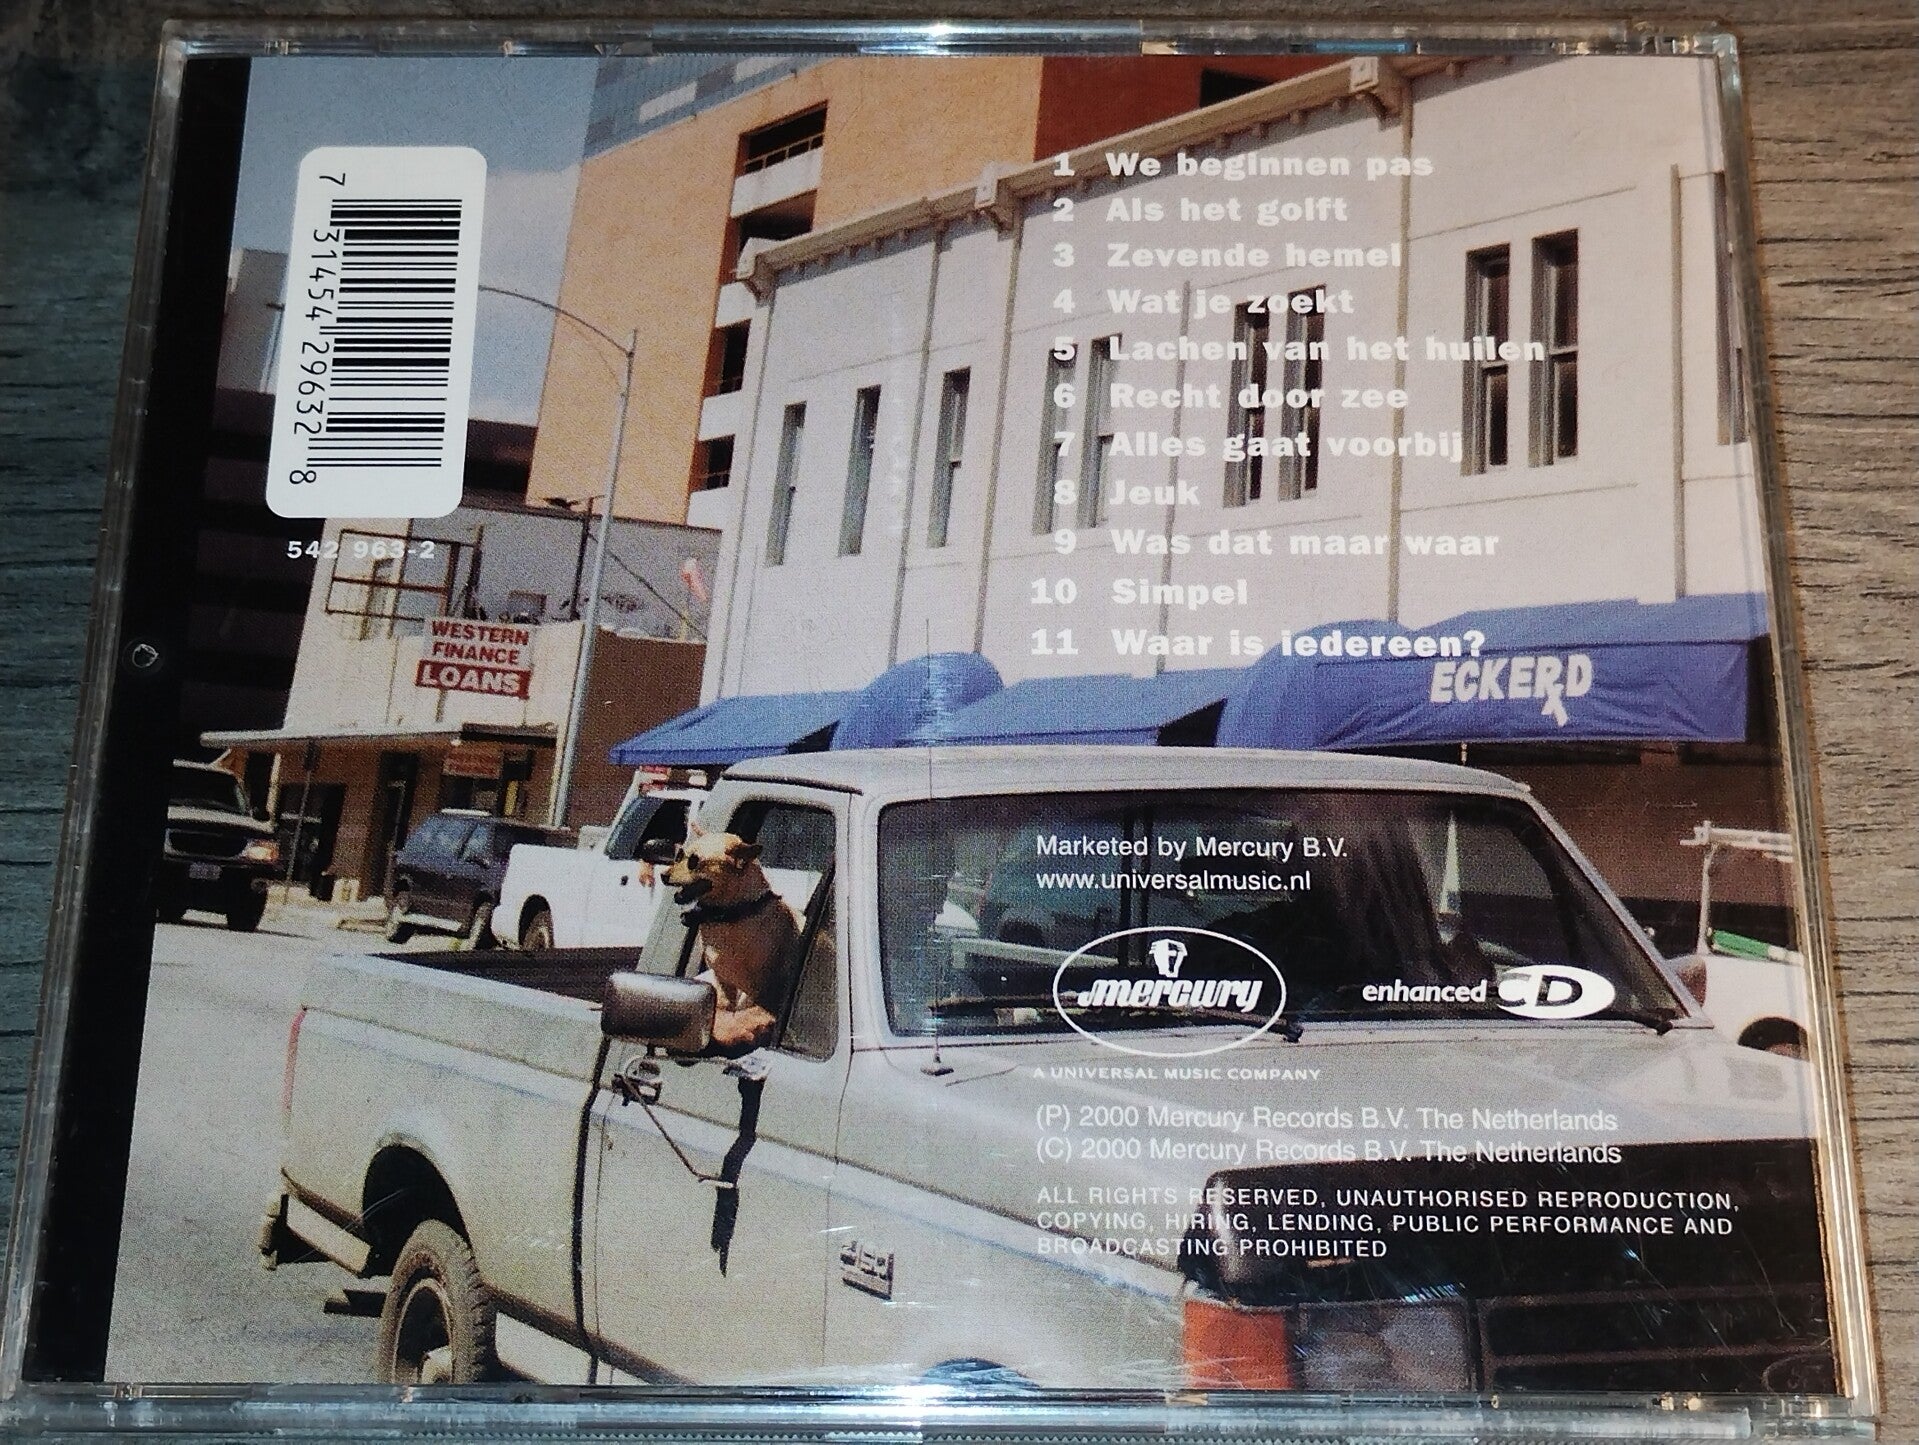 7 31454 29632 8
542 963-2
WESTERN
FINANCE
LOANS
1 We beginnen pas
2 Als het golft
3 Zevende hemel
4 Wat je zoekt
5 Lachen van het huilen
6 Recht door zee
7 Alles gaat voorbij
8 Jeuk
9 Was dat maar waar
10 Simpel
11 Waar is iedereen?
ECKERD
Marketed by Mercury B.V.
www.universalmusic.nl
mercury
enhanced CD
A UNIVERSAL MUSIC COMPANY
(P) 2000 Mercury Records B.V. The Netherlands
(C) 2000 Mercury Records B.V. The Netherlands
ALL RIGHTS RESERVED, UNAUTHORISED REPRODUCTION,
COPYING, HIRING, LENDING, PUBLIC PERFORMANCE AND
BROADCASTING PROHIBITED